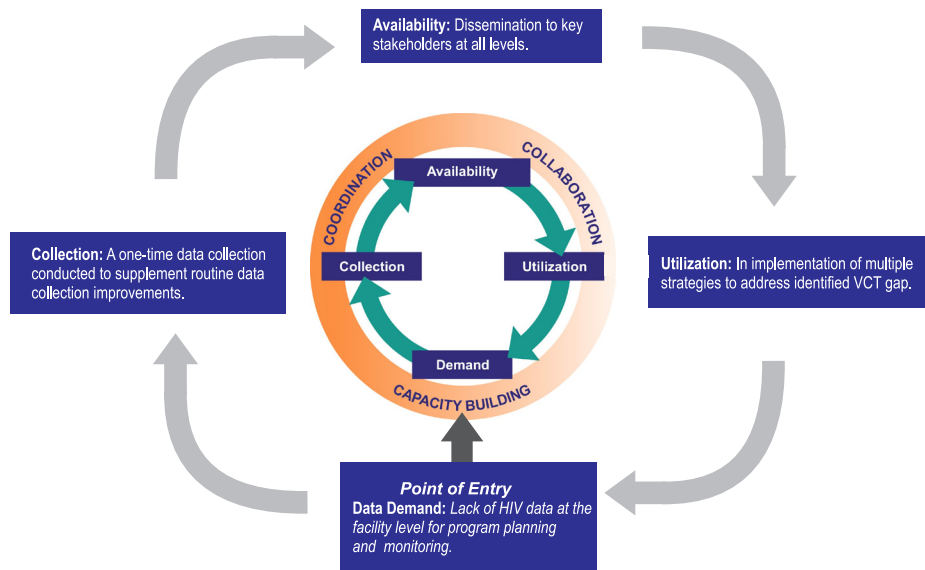 Availability: Dissemination to key
stakeholders at all levels.
COORDINATION
COLLABORATION
Availability
Collection: A one-time data collection
conducted to supplement routine data
collection improvements.
Collection
Utilization
Utilization: In implementation of multiple
strategies to address identified VCT gap.
Demand
CAPACITY BUILDING
Point of Entry
Data Demand: Lack of HIV data at the
facility level for program planning
and monitoring.